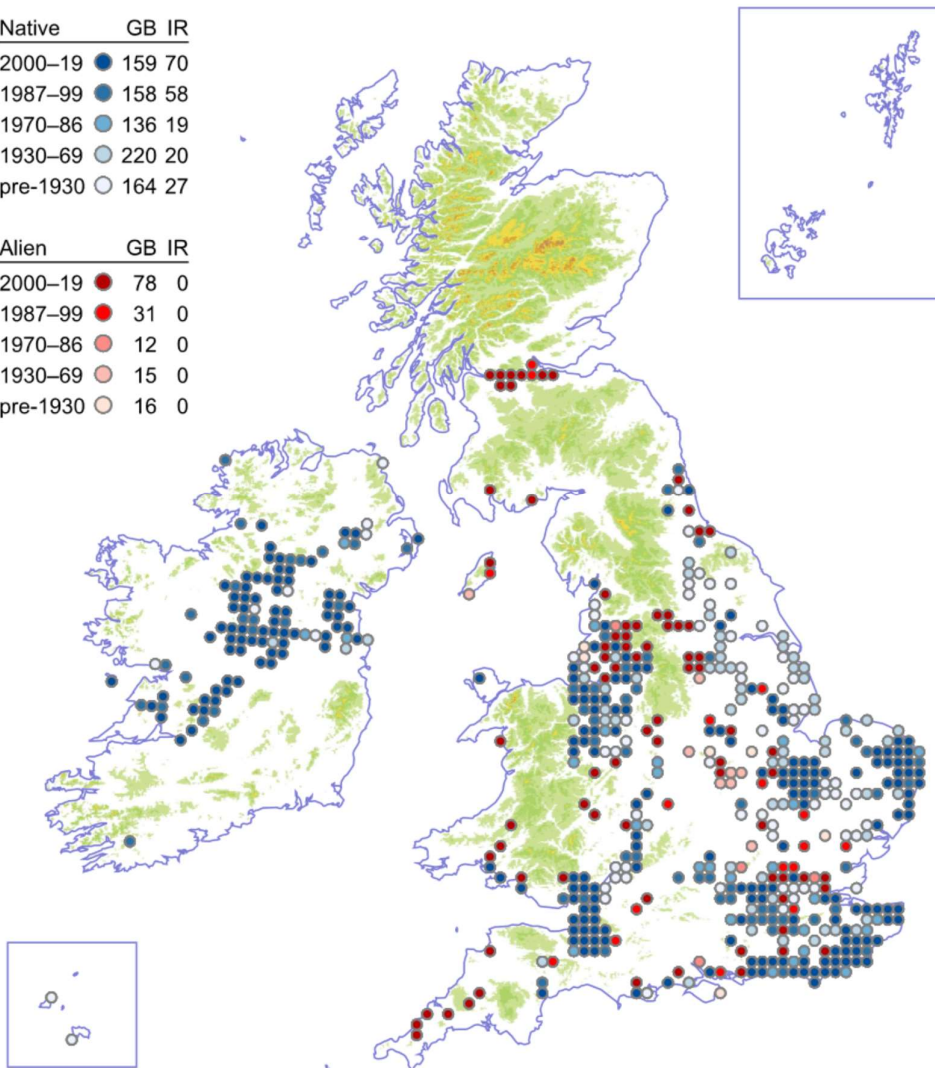 Native GB IR
2000–19 159 70
1987–99 158 58
1970–86 136 19
1930–69 220 20
pre-1930 164 27
Alien GB IR
2000–19 78 0
1987–99 31 0
1970–86 12 0
1930–69 15 0
pre-1930 16 0